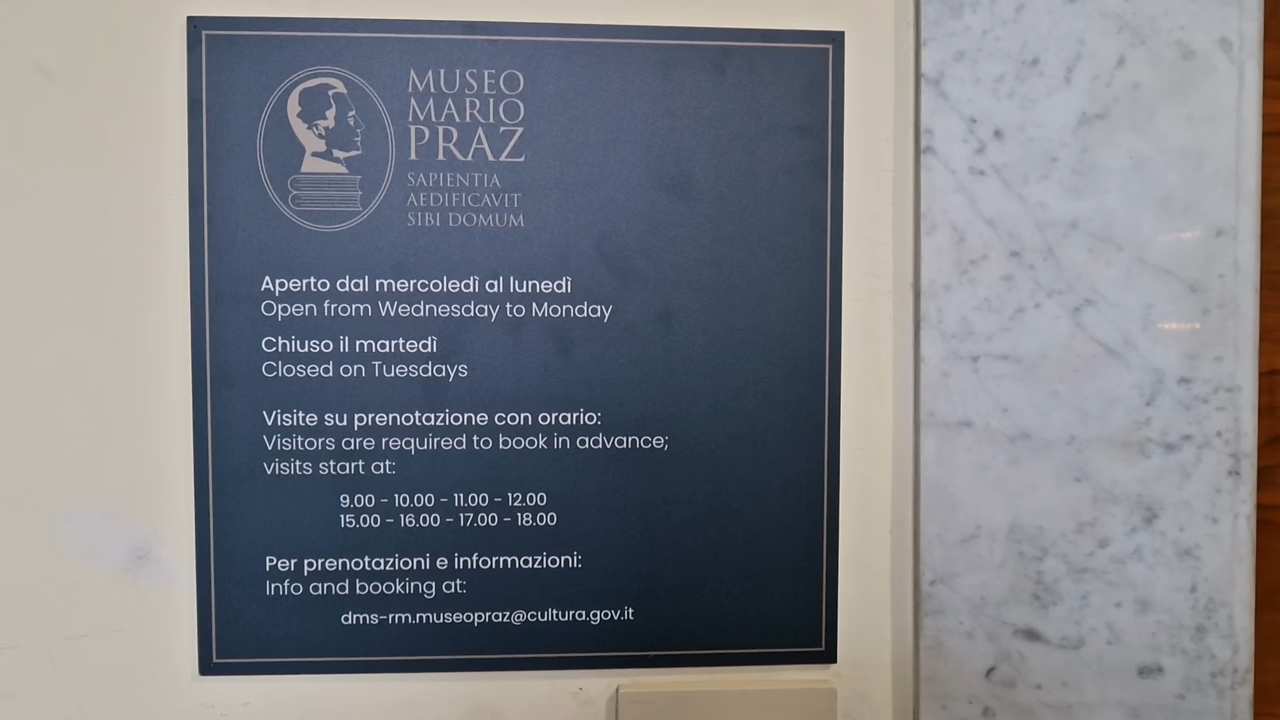 MUSEO
MARIO
PRAZ
SAPIENTIA
AEDIFICAVIT
SIBI DOMUM
Aperto dal mercoledì al lunedì
Open from Wednesday to Monday
Chiuso il martedì
Closed on Tuesdays
Visite su prenotazione con orario:
Visitors are required to book in advance;
visits start at:
9.00 - 10.00 - 11.00 - 12.00
15.00 - 16.00 - 17.00 - 18.00
Per prenotazioni e informazioni:
Info and booking at:
dms-rm.museopraz@cultura.gov.it